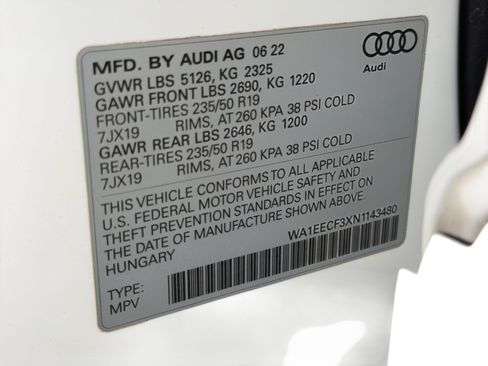 MFD. BY AUDI AG 06 22
GVWR LBS 5126, KG 2325
GAWR FRONT LBS 2690, KG 1220
FRONT-TIRES 235/50 R19
7JX19 RIMS, AT 260 KPA 38 PSI COLD
GAWR REAR LBS 2646, KG 1200
REAR-TIRES 235/50 R19
7JX19 RIMS, AT 260 KPA 38 PSI COLD
THIS VEHICLE CONFORMS TO ALL APPLICABLE
U.S. FEDERAL MOTOR VEHICLE SAFETY AND
THEFT PREVENTION STANDARDS IN EFFECT ON
THE DATE OF MANUFACTURE SHOWN ABOVE.
HUNGARY
WA1EECF3XN1143480
TYPE:
MPV
Audi